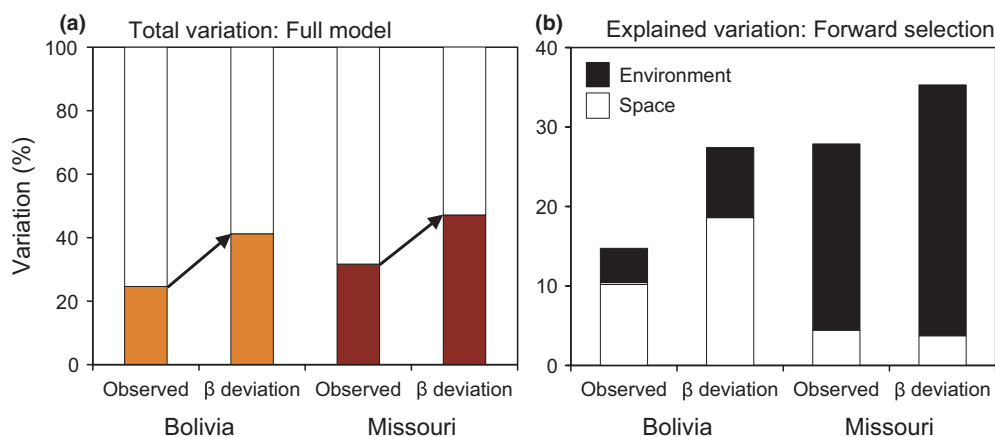 (a) Total variation: Full model
100
80
60
40
20
0
Variation (%)
Observed β deviation Observed β deviation
Bolivia Missouri
(b) Explained variation: Forward selection
40
30
20
10
0
Environment
Space
Observed β deviation Observed β deviation
Bolivia Missouri